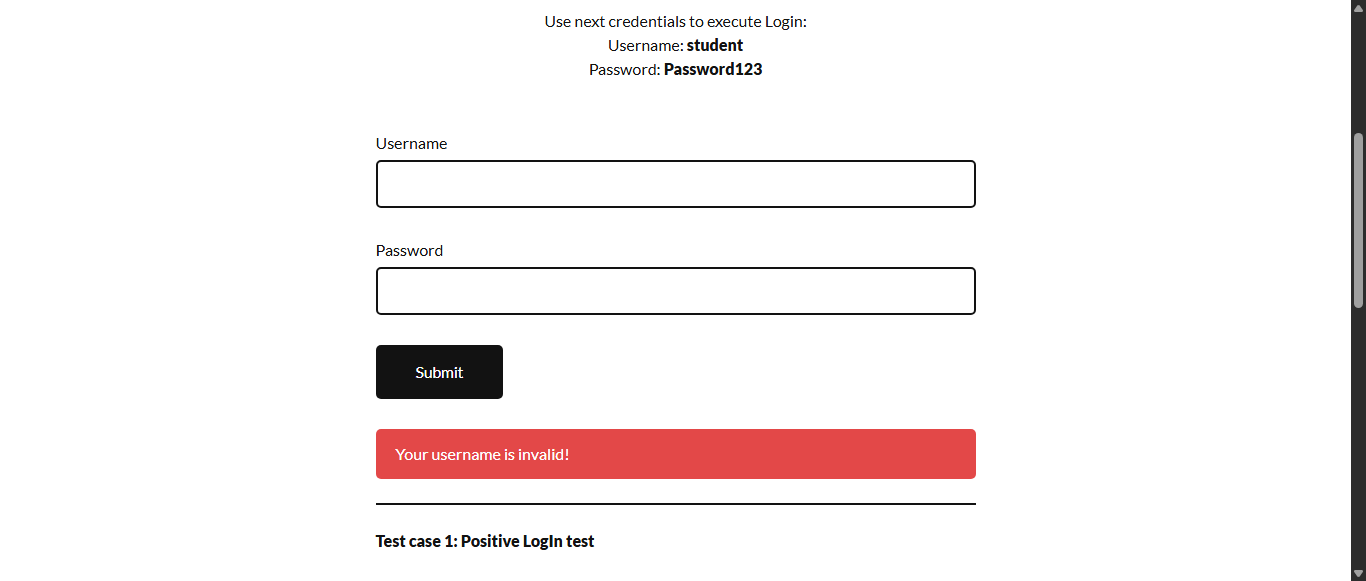 Use next credentials to execute Login:
Username: student
Password: Password123
Username
Password
Submit
Your username is invalid!
Test case 1: Positive LogIn test